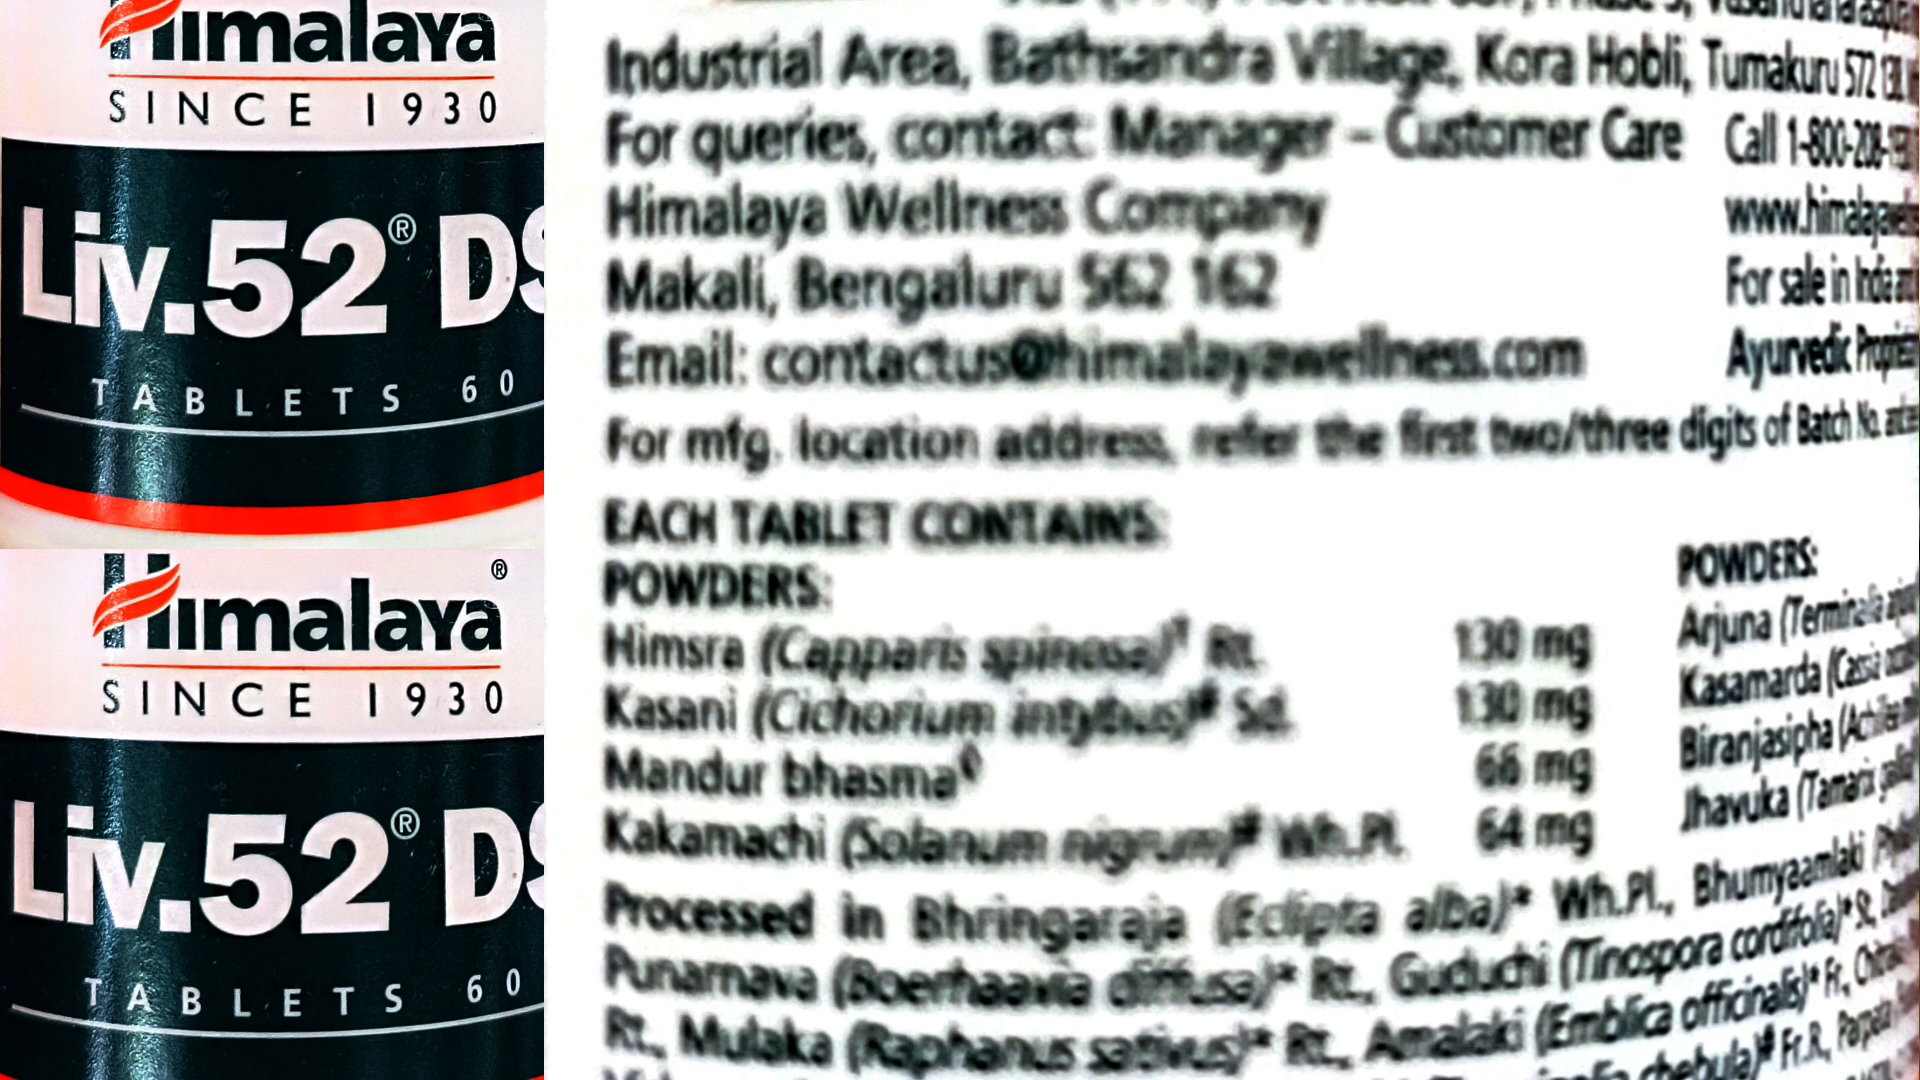 Himalaya
SINCE 1930
Liv.52® DS
TABLETS 60
Himalaya®
SINCE 1930
Liv.52® DS
TABLETS 60
Industrial Area, Bathsandra Village, Kora Hobli, Tumakuru 572
For queries, contact: Manager – Customer Care Call 1-800-208-
Himalaya Wellness Company
Makali, Bengaluru 562 162 For sale in India
Email: contactus@himalayawellness.com Ayurvedic
For mfg. location address, refer the first two/three digits of Batch No.
EACH TABLET CONTAINS:
POWDERS:
Himsra (Capparis spinosa)† Rt. 130 mg
Kasani (Cichorium intybus)# Sd. 130 mg
Mandur bhasma◊ 66 mg
Kakamachi (Solanum nigrum)# Wh.Pl. 64 mg
POWDERS:
Arjuna (Terminalia
Kasamarda (Cassia
Biranjasipha
Jhavuka (Tamarix
Processed in Bhringaraja (Eclipta alba)* Wh.Pl., Bhumyaamlaki
Punarnava (Boerhaavia diffusa)* Rt., Guduchi (Tinospora cordifolia)* St.,
Rt., Mulaka (Raphanus sativus)* Rt., Amalaki (Emblica officinalis)* Fr.,
chebula)# Fr.R.,